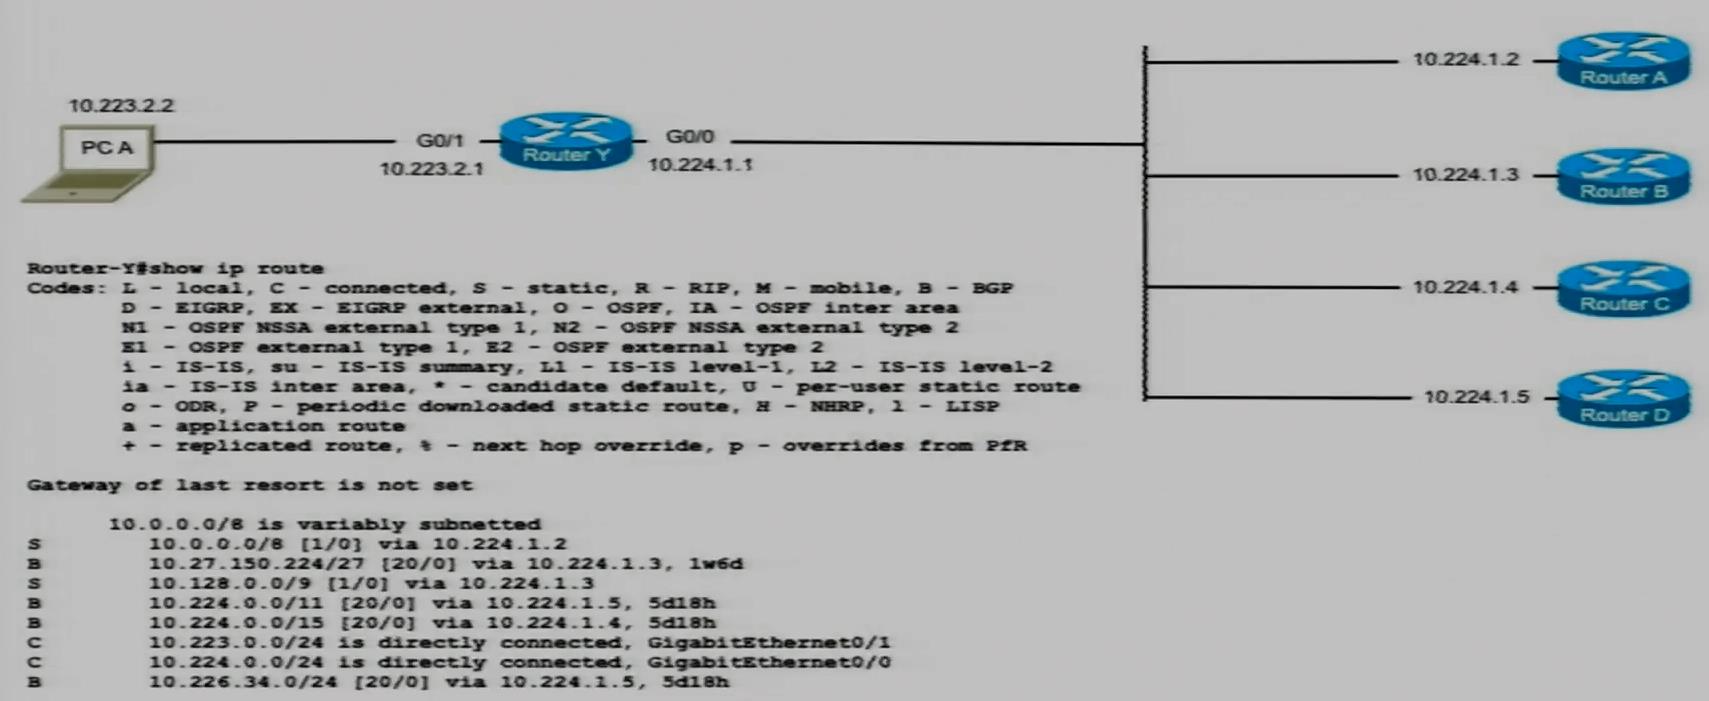 10.223.2.2
PC A
G0/1
10.223.2.1
Router Y
G0/0
10.224.1.1
10.224.1.2
Router A
10.224.1.3
Router B
10.224.1.4
Router C
10.224.1.5
Router D
Router-Y#show ip route
Codes: L - local, C - connected, S - static, R - RIP, M - mobile, B - BGP
D - EIGRP, EX - EIGRP external, O - OSPF, IA - OSPF inter area
N1 - OSPF NSSA external type 1, N2 - OSPF NSSA external type 2
E1 - OSPF external type 1, E2 - OSPF external type 2
i - IS-IS, su - IS-IS summary, L1 - IS-IS level-1, L2 - IS-IS level-2
ia - IS-IS inter area, * - candidate default, U - per-user static route
o - ODR, P - periodic downloaded static route, H - NHRP, l - LISP
a - application route
+ - replicated route, % - next hop override, p - overrides from PfR
Gateway of last resort is not set
10.0.0.0/8 is variably subnetted
S 10.0.0.0/8 [1/0] via 10.224.1.2
B 10.27.150.224/27 [20/0] via 10.224.1.3, 1w6d
S 10.128.0.0/9 [1/0] via 10.224.1.3
B 10.224.0.0/11 [20/0] via 10.224.1.5, 5d18h
B 10.224.0.0/15 [20/0] via 10.224.1.4, 5d18h
C 10.223.0.0/24 is directly connected, GigabitEthernet0/1
C 10.224.0.0/24 is directly connected, GigabitEthernet0/0
B 10.226.34.0/24 [20/0] via 10.224.1.5, 5d18h